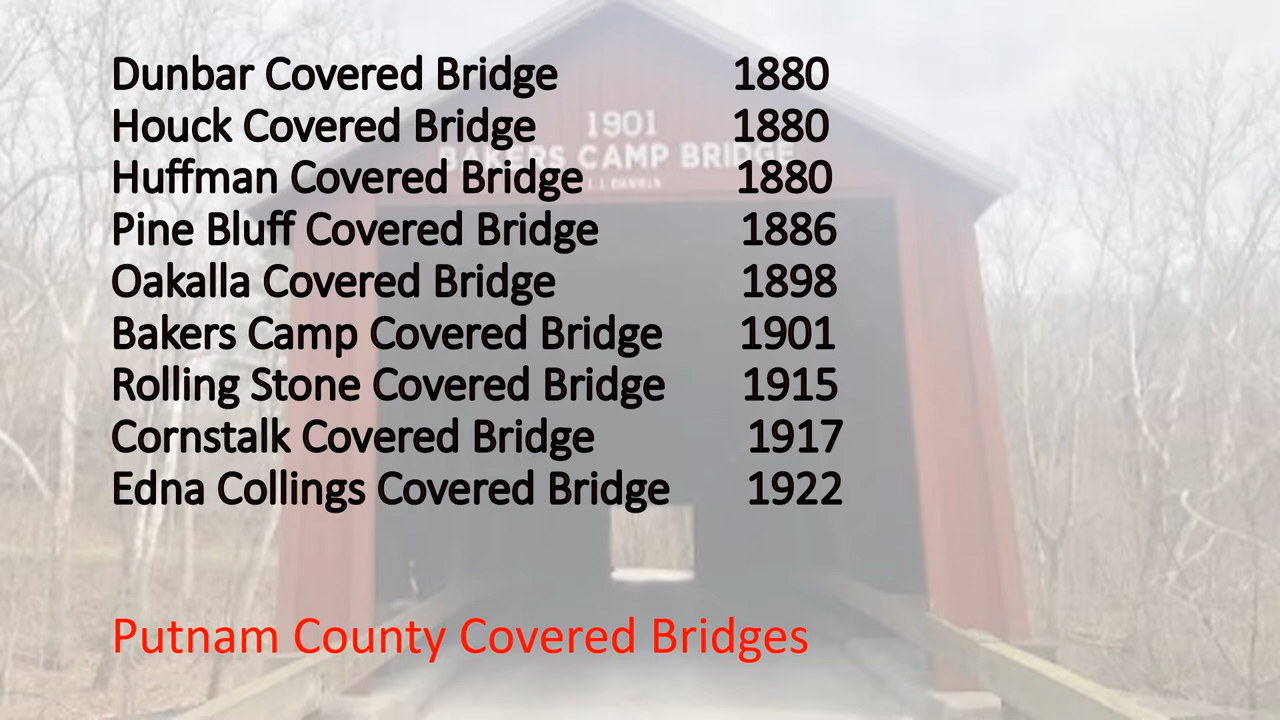 Dunbar Covered Bridge 1880
Houck Covered Bridge 1880
Huffman Covered Bridge 1880
Pine Bluff Covered Bridge 1886
Oakalla Covered Bridge 1898
Bakers Camp Covered Bridge 1901
Rolling Stone Covered Bridge 1915
Cornstalk Covered Bridge 1917
Edna Collings Covered Bridge 1922
Putnam County Covered Bridges
1901
BAKERS CAMP BRIDGE
J.J. DANIELS